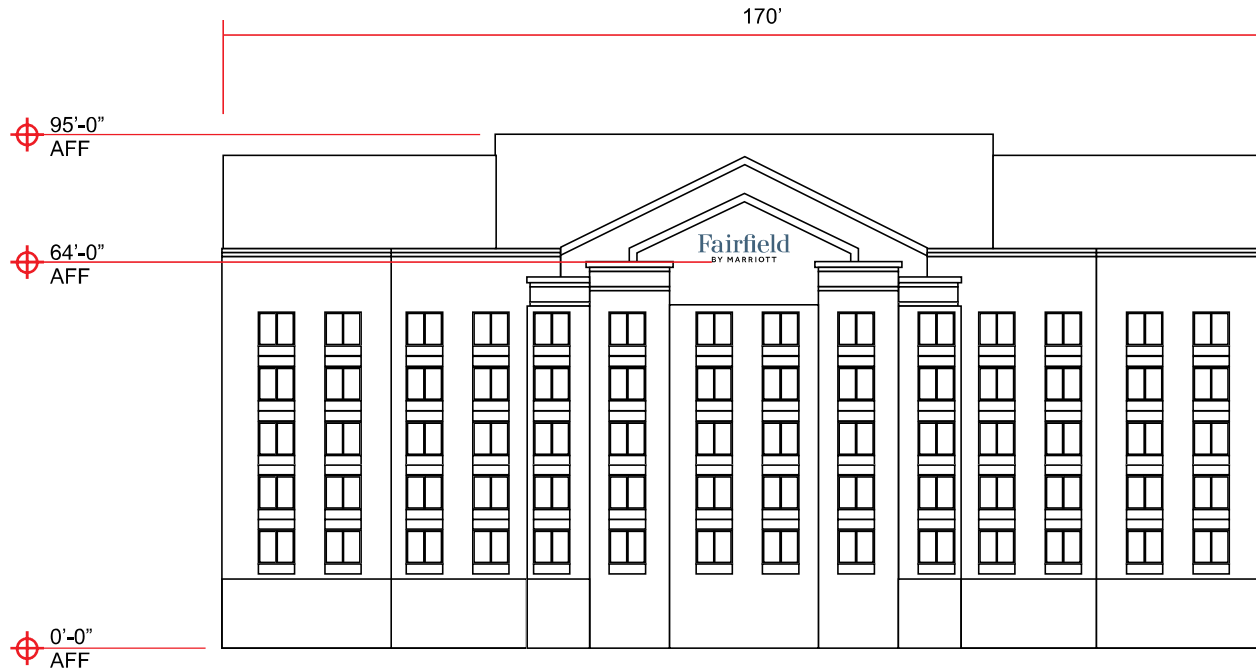 170'
95'-0”
AFF
64'-0”
AFF
Fairfield
BY MARRIOTT
0'-0”
AFF